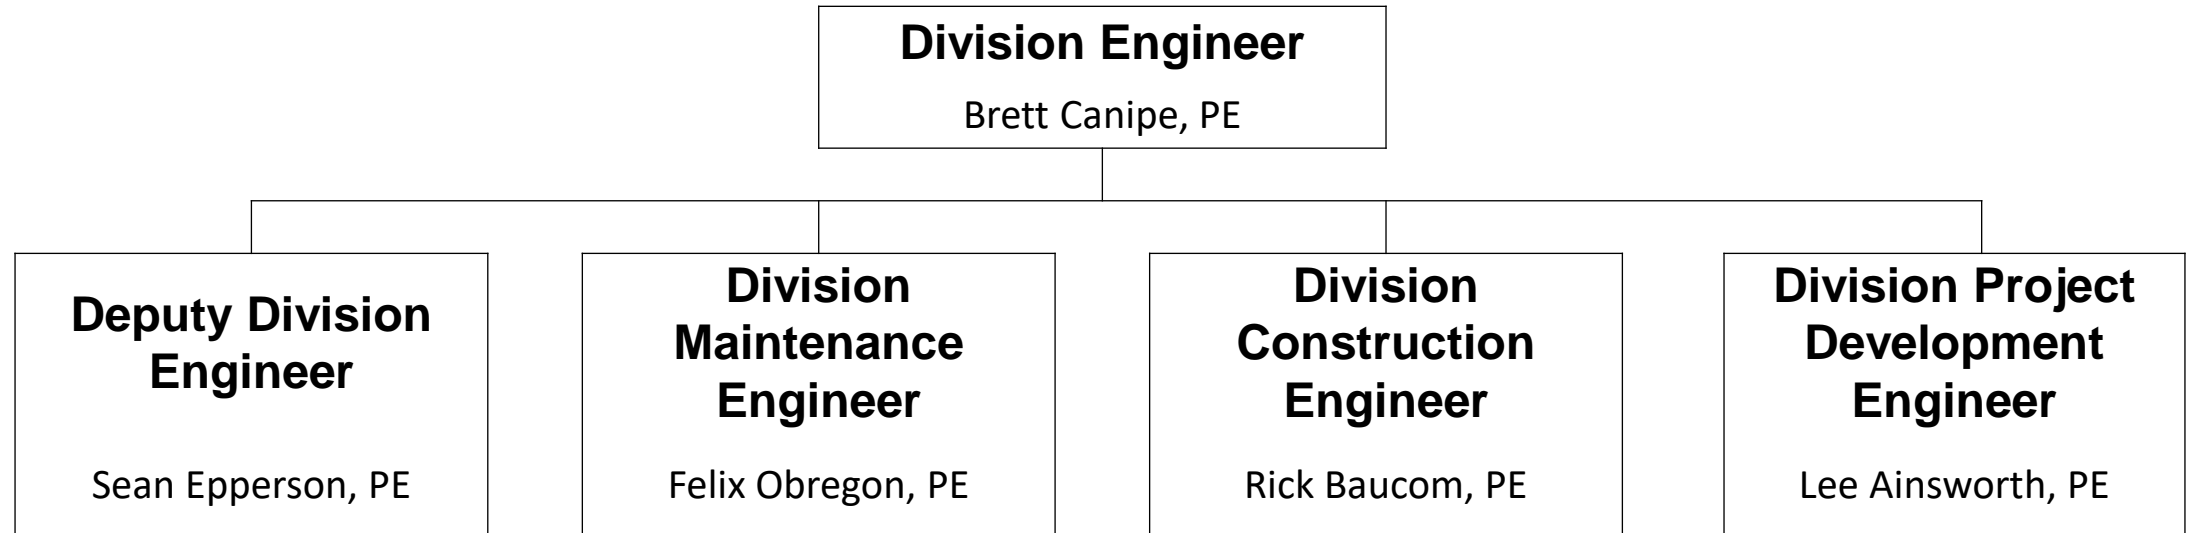 Division Engineer
Brett Canipe, PE
Deputy Division
Engineer
Sean Epperson, PE
Division
Maintenance
Engineer
Felix Obregon, PE
Division
Construction
Engineer
Rick Baucom, PE
Division Project
Development
Engineer
Lee Ainsworth, PE